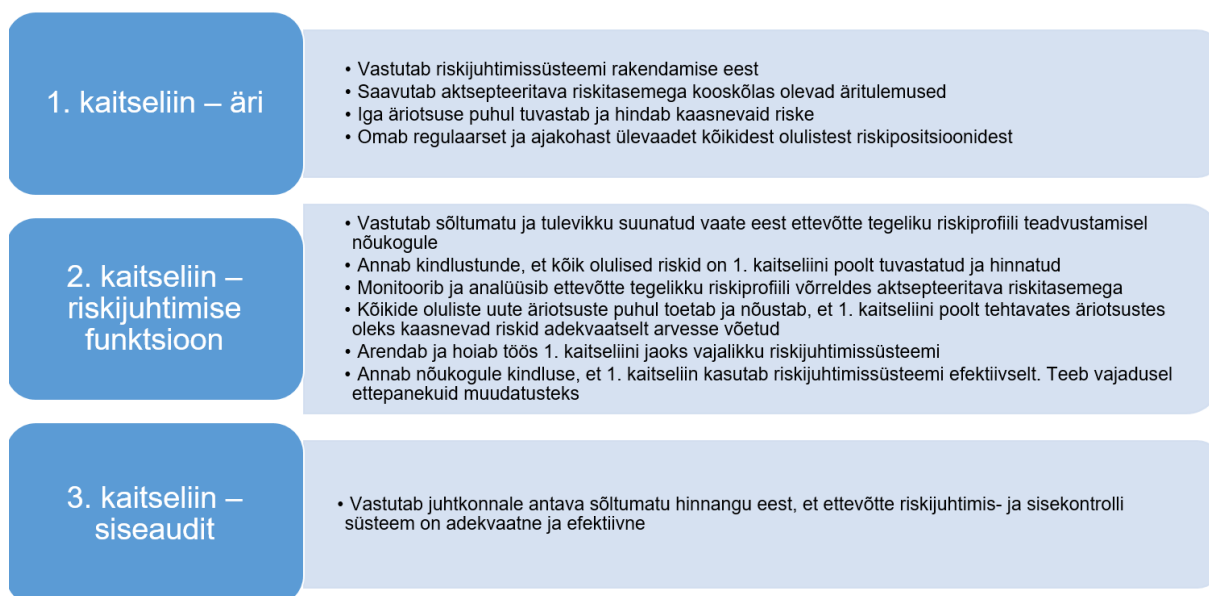 1. kaitseliin – äri
• Vastutab riskijuhtimissüsteemi rakendamise eest
• Saavutab aktsepteeritava riskitasemega kooskõlas olevad äritulemused
• Iga äriotsuse puhul tuvastab ja hindab kaasnevaid riske
• Omab regulaarset ja ajakohast ülevaadet kõikidest olulistest riskipositsioonidest
2. kaitseliin –
riskijuhtimise
funktsioon
• Vastutab sõltumatu ja tulevikku suunatud vaate eest ettevõtte tegeliku riskiprofiili teadvustamisel
nõukogule
• Annab kindlustunde, et kõik olulised riskid on 1. kaitseliini poolt tuvastatud ja hinnatud
• Monitoorib ja analüüsib ettevõtte tegelikku riskiprofiili võrreldes aktsepteeritava riskitasemega
• Kõikide oluliste uute äriotsuste puhul toetab ja nõustab, et 1. kaitseliini poolt tehtavates äriotsustes
oleks kaasnevad riskid adekvaatselt arvesse võetud
• Arendab ja hoiab töös 1. kaitseliini jaoks vajalikku riskijuhtimissüsteemi
• Annab nõukogule kindluse, et 1. kaitseliin kasutab riskijuhtimissüsteemi efektiivselt. Teeb vajadusel
ettepanekuid muudatusteks
3. kaitseliin –
siseaudit
• Vastutab juhtkonnale antava sõltumatu hinnangu eest, et ettevõtte riskijuhtimis- ja sisekontrolli
süsteem on adekvaatne ja efektiivne